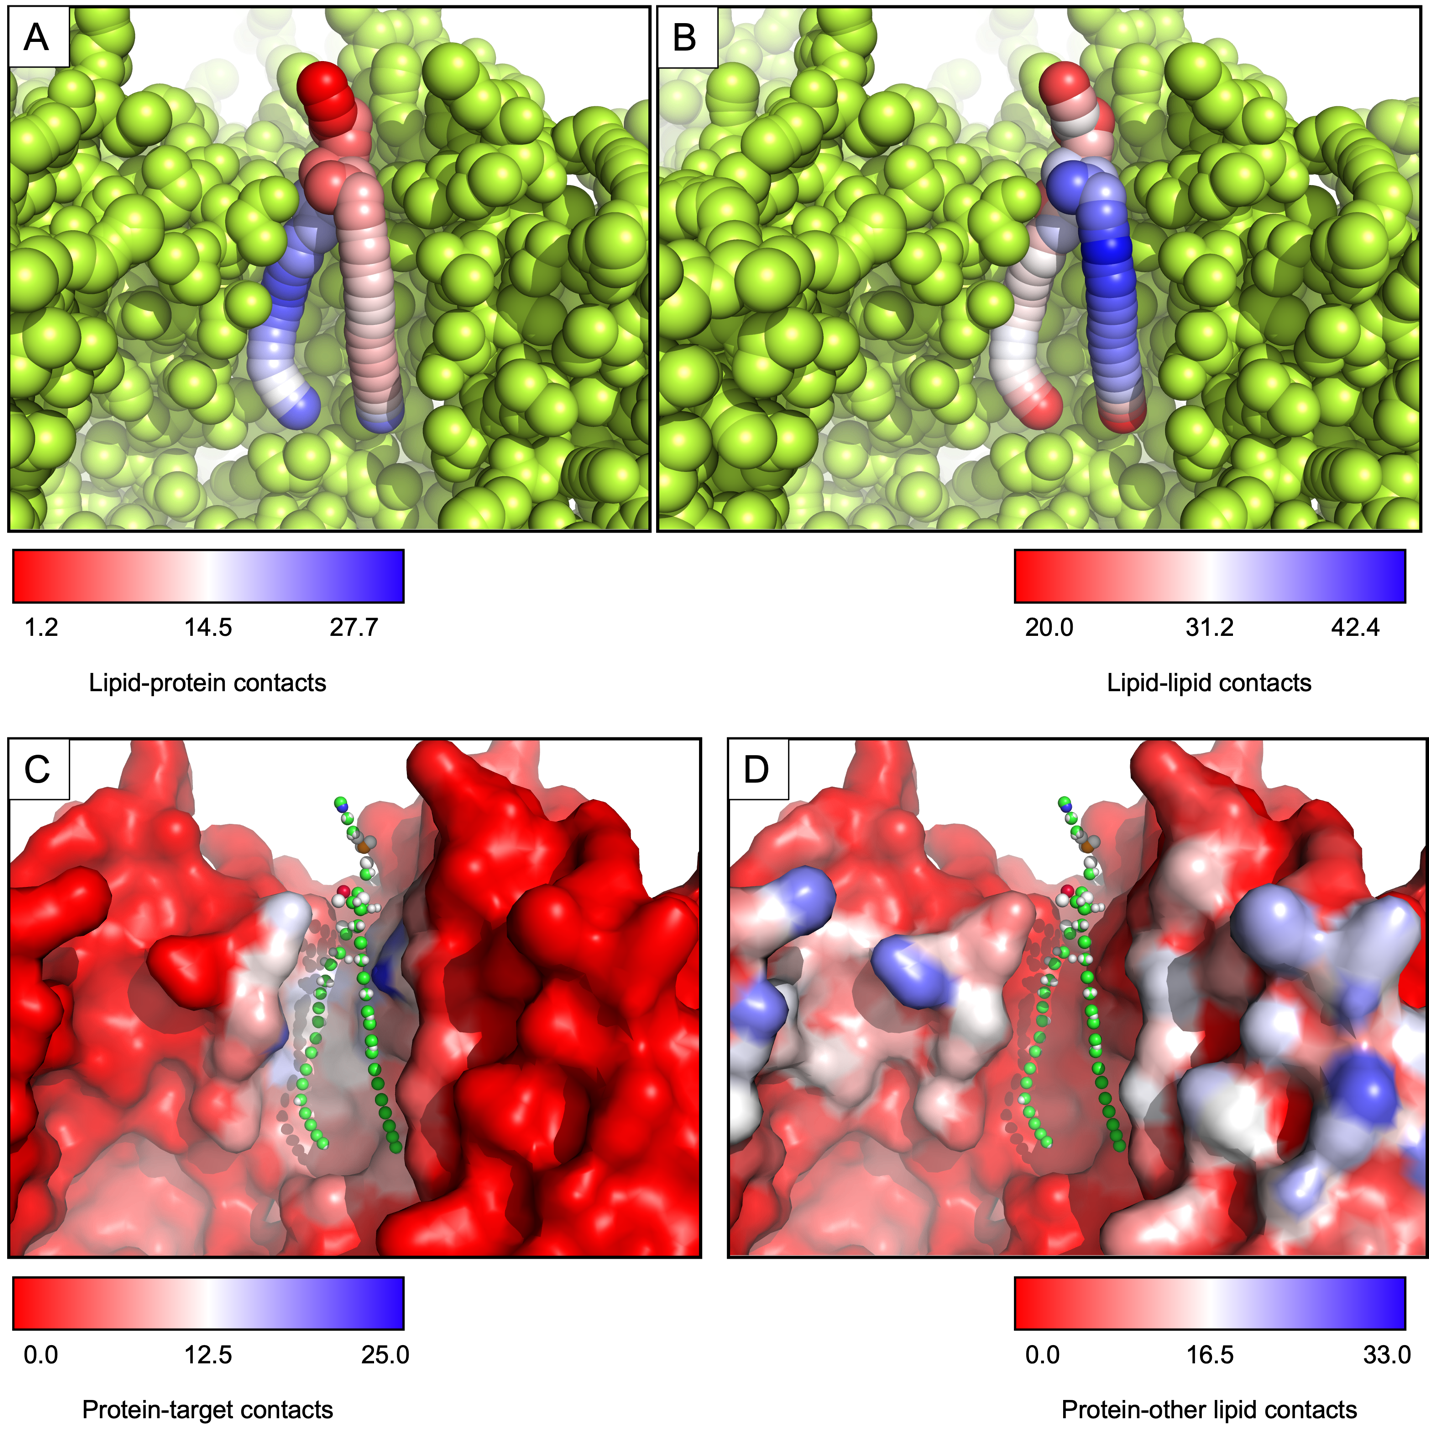 A
B
1.2 14.5 27.7
Lipid-protein contacts
20.0 31.2 42.4
Lipid-lipid contacts
C
D
0.0 12.5 25.0
Protein-target contacts
0.0 16.5 33.0
Protein-other lipid contacts